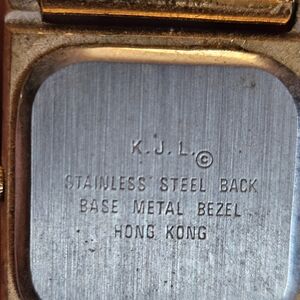 K.J.L.©
STAINLESS STEEL BACK
BASE METAL BEZEL
HONG KONG